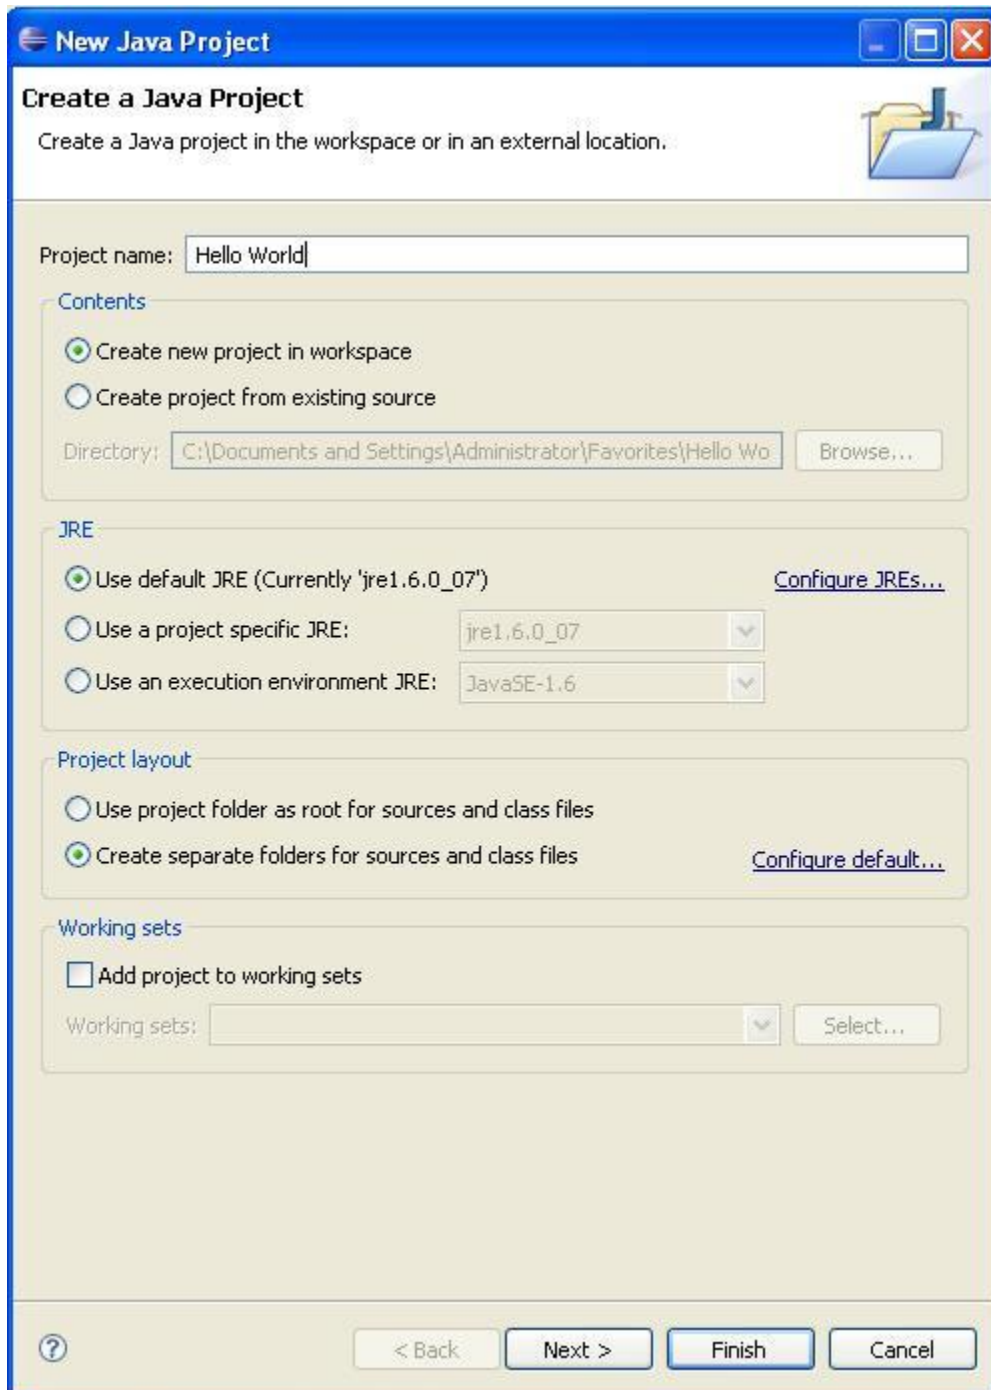 New Java Project
Create a Java Project
Create a Java project in the workspace or in an external location.
Project name: Hello World
Contents
Create new project in workspace
Create project from existing source
Directory: C:\Documents and Settings\Administrator\Favorites\Hello Wo Browse...
JRE
Use default JRE (Currently 'jre1.6.0_07') Configure JREs...
Use a project specific JRE: jre1.6.0_07
Use an execution environment JRE: JavaSE-1.6
Project layout
Use project folder as root for sources and class files
Create separate folders for sources and class files Configure default...
Working sets
Add project to working sets
Working sets: Select...
? < Back Next > Finish Cancel